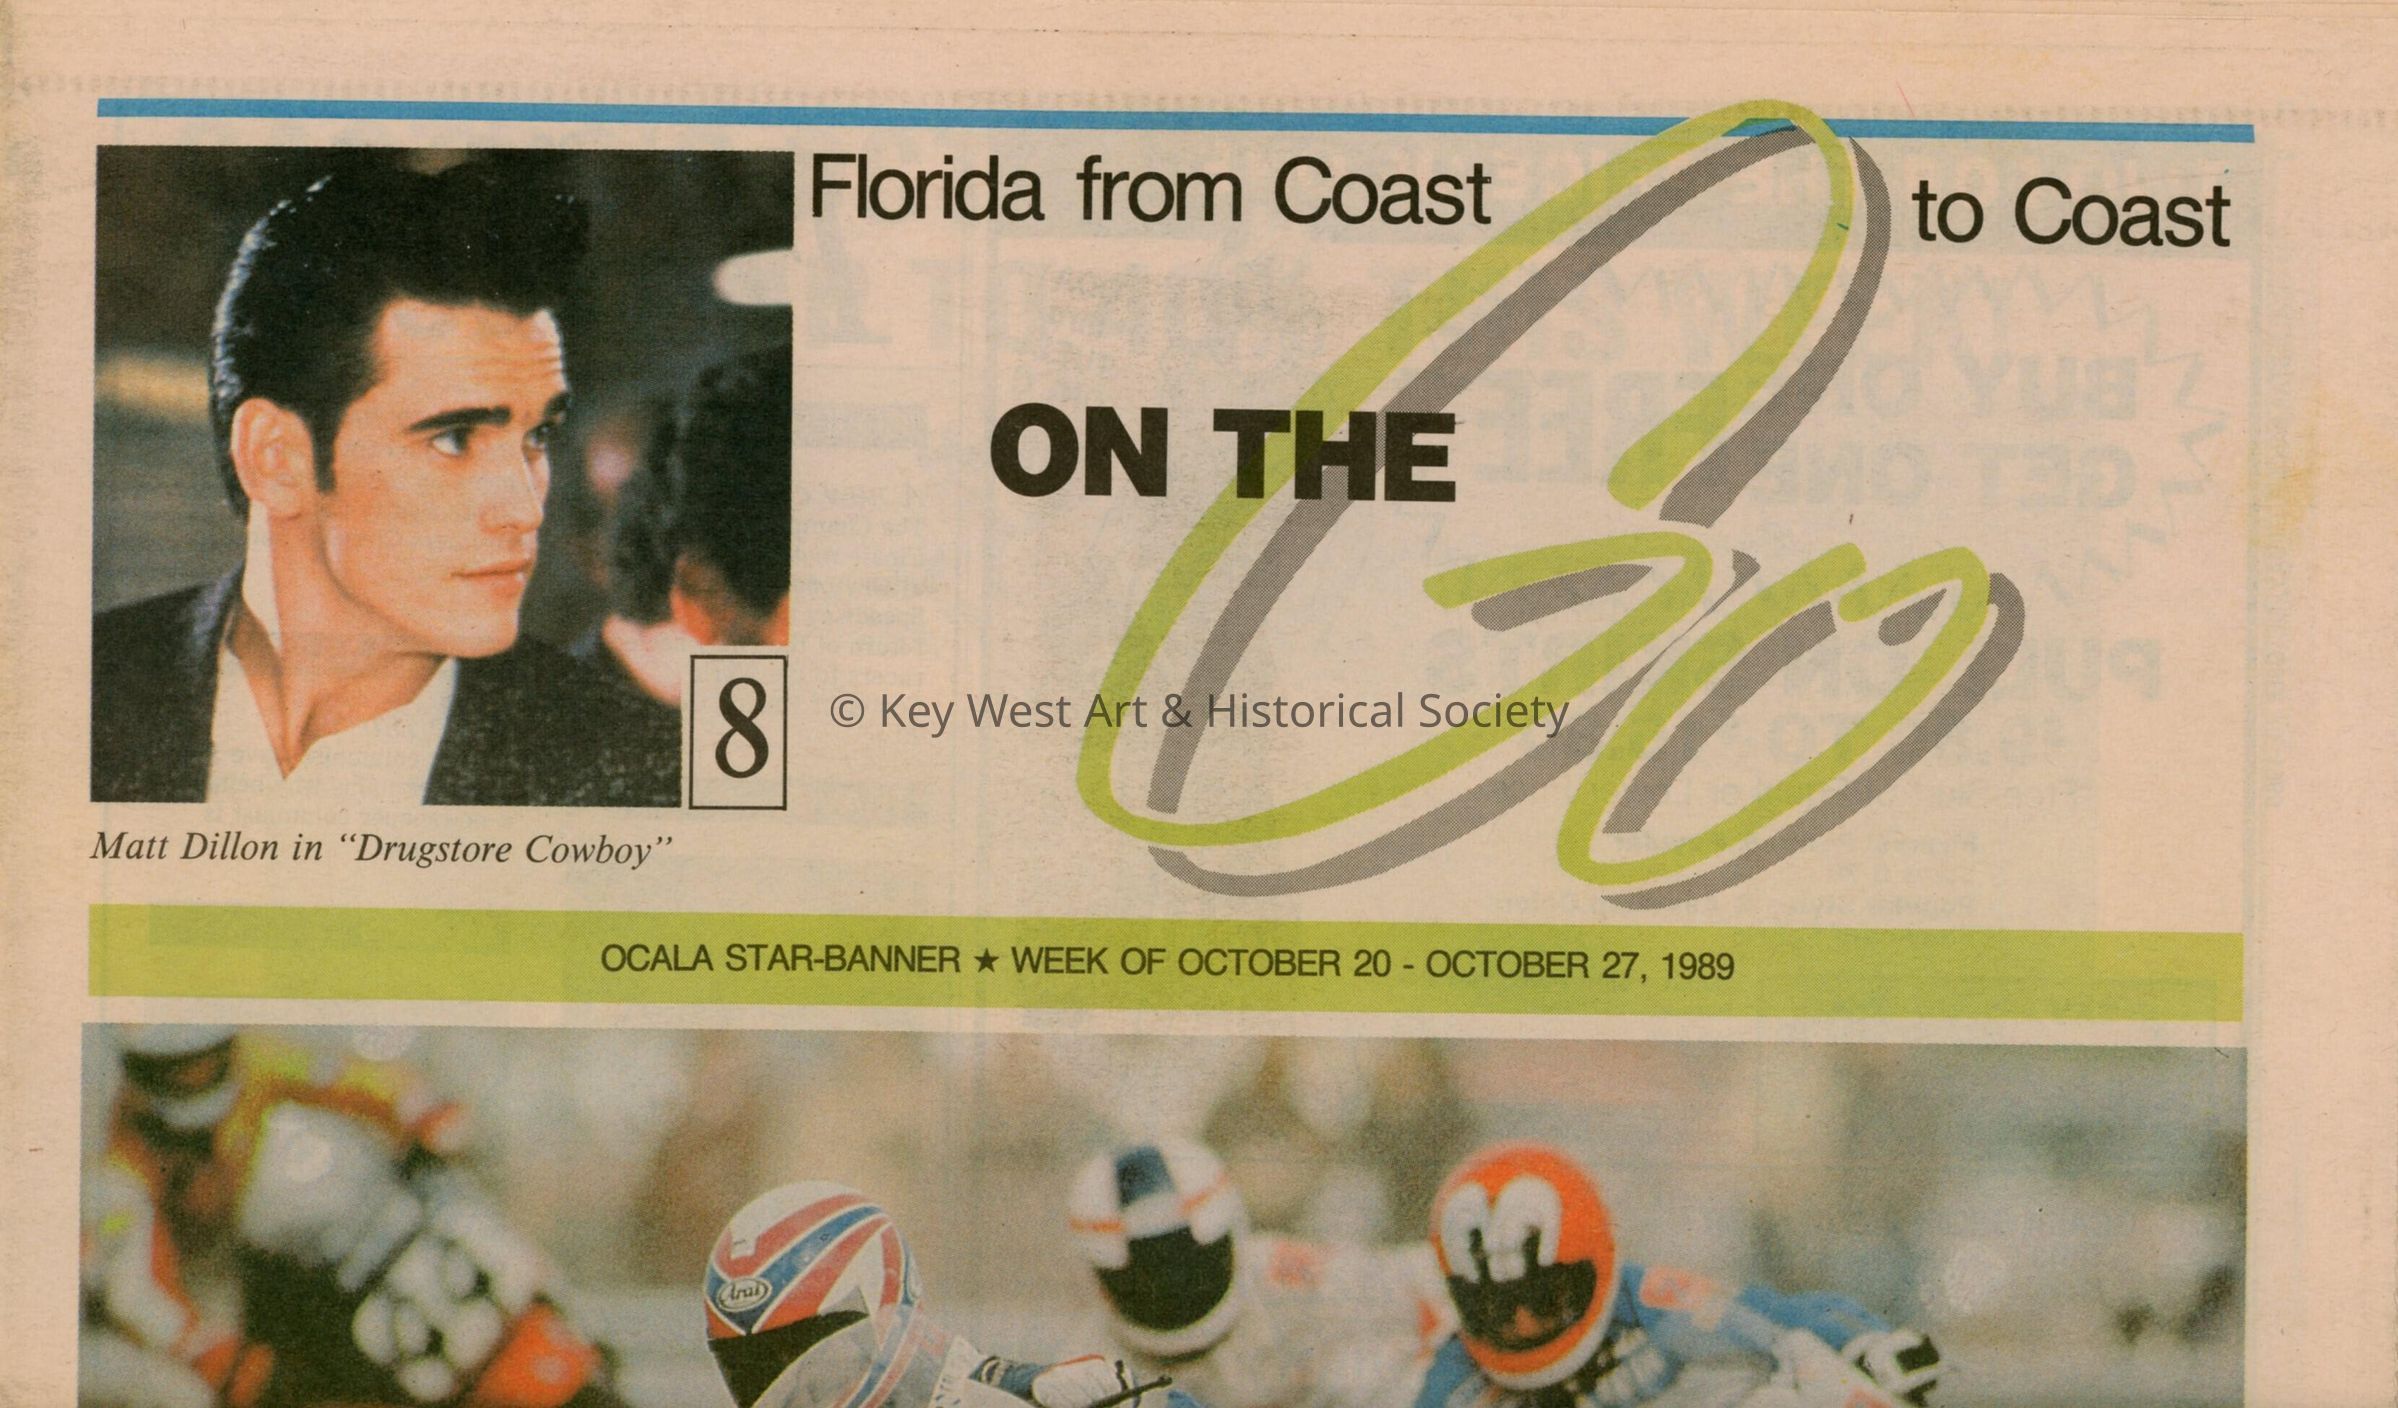 Florida from Coast to Coast
ON THE Go
8
© Key West Art & Historical Society
Matt Dillon in “Drugstore Cowboy”
OCALA STAR-BANNER ★ WEEK OF OCTOBER 20 - OCTOBER 27, 1989
Arai